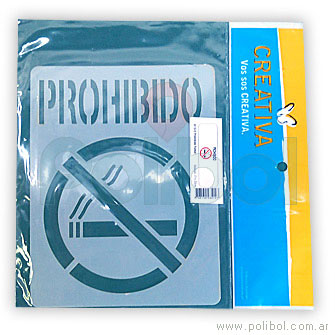 PROHIBIDO
CREATIVA
Vos sos CREATIVA.
polibol
www.polibol.com.ar